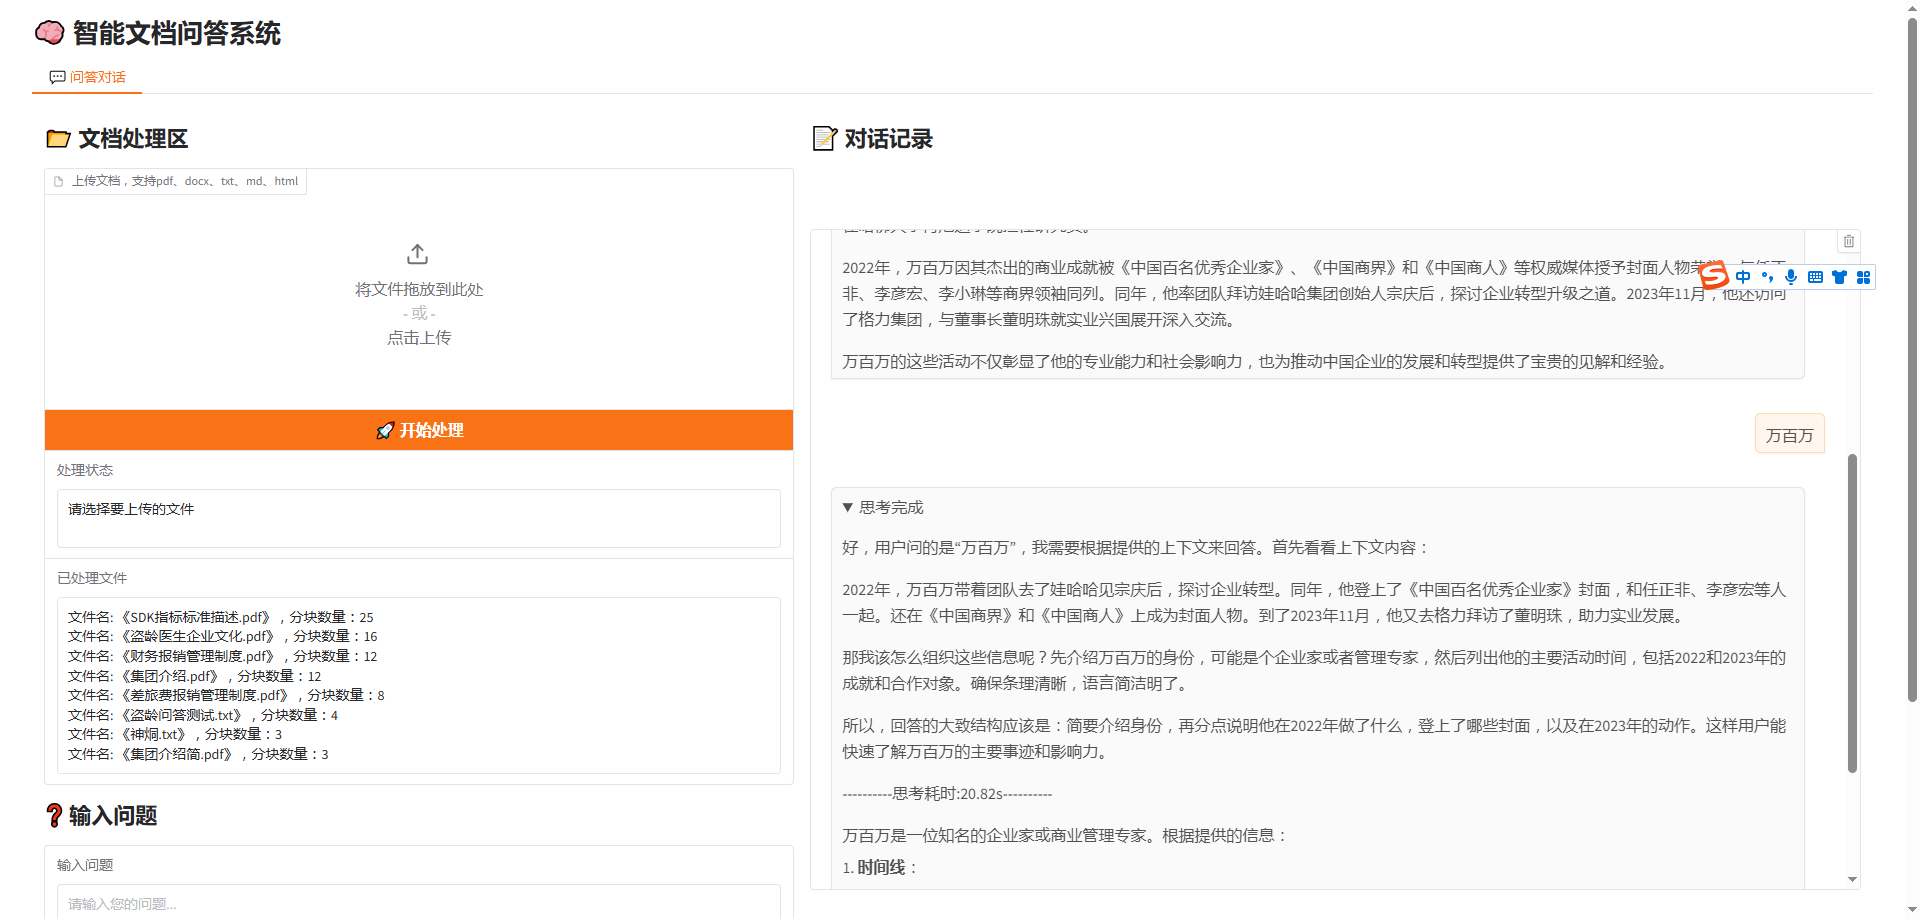 智能文档问答系统
问答对话
文档处理区
上传文档，支持pdf、docx、txt、md、html
将文件拖放到此处
- 或 -
点击上传
开始处理
处理状态
请选择要上传的文件
已处理文件
文件名: 《SDK指标标准描述.pdf》，分块数量：25
文件名: 《盗龄医生企业文化.pdf》，分块数量：16
文件名: 《财务报销管理制度.pdf》，分块数量：12
文件名: 《集团介绍.pdf》，分块数量：12
文件名: 《差旅费报销管理制度.pdf》，分块数量：8
文件名: 《盗龄问答测试.txt》，分块数量：4
文件名: 《神炯.txt》，分块数量：3
文件名: 《集团介绍简.pdf》，分块数量：3
输入问题
输入问题
请输入您的问题...
对话记录
2022年，万百万因其杰出的商业成就被《中国百名优秀企业家》、《中国商界》和《中国商人》等权威媒体授予封面人物
非、李彦宏、李小琳等商界领袖同列。同年，他率团队拜访娃哈哈集团创始人宗庆后，探讨企业转型升级之道。2023年11月，他还访问
了格力集团，与董事长董明珠就实业兴国展开深入交流。
万百万的这些活动不仅彰显了他的专业能力和社会影响力，也为推动中国企业的发展和转型提供了宝贵的见解和经验。
中
万百万
▼ 思考完成
好，用户问的是“万百万”，我需要根据提供的上下文来回答。首先看看上下文内容：
2022年，万百万带着团队去了娃哈哈见宗庆后，探讨企业转型。同年，他登上了《中国百名优秀企业家》封面，和任正非、李彦宏等人
一起。还在《中国商界》和《中国商人》上成为封面人物。到了2023年11月，他又去格力拜访了董明珠，助力实业发展。
那我该怎么组织这些信息呢？先介绍万百万的身份，可能是个企业家或者管理专家，然后列出他的主要活动时间，包括2022和2023年的
成就和合作对象。确保条理清晰，语言简洁明了。
所以，回答的大致结构应该是：简要介绍身份，再分点说明他在2022年做了什么，登上了哪些封面，以及在2023年的动作。这样用户能
快速了解万百万的主要事迹和影响力。
----------思考耗时:20.82s----------
万百万是一位知名的企业家或商业管理专家。根据提供的信息：
1. 时间线：